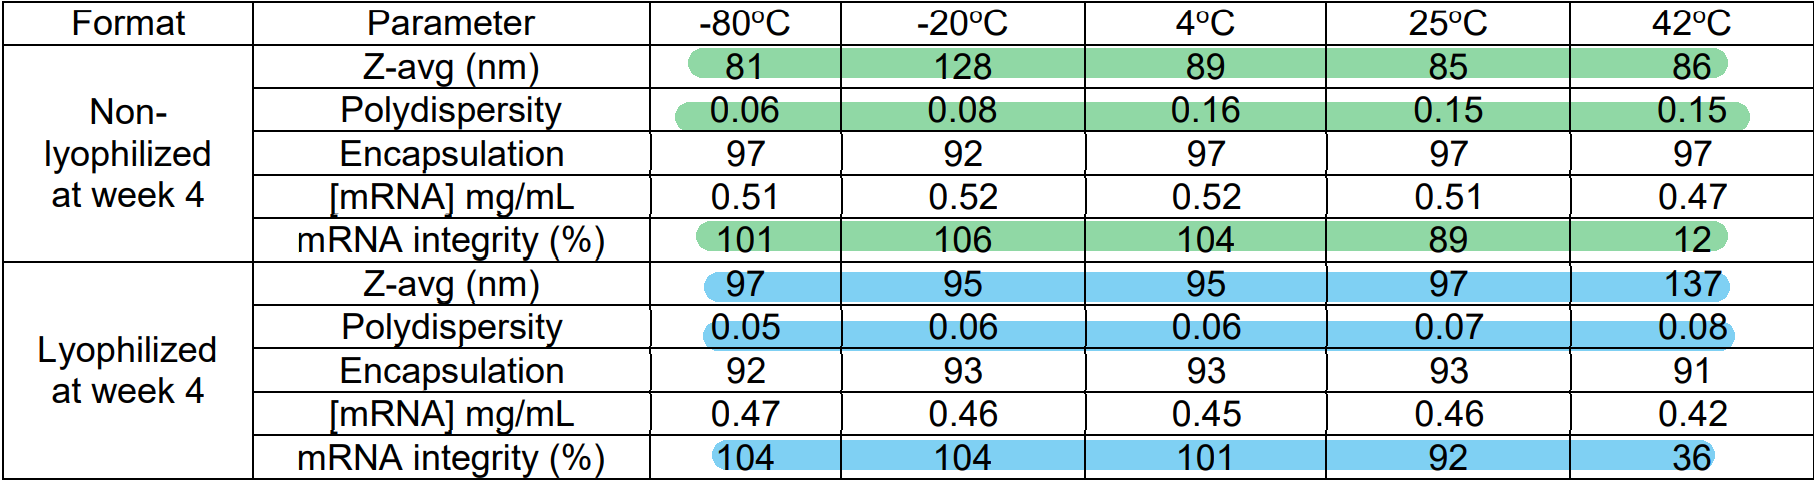 Format Parameter -80ºC -20ºC 4ºC 25ºC 42ºC
Non-lyophilized at week 4
Z-avg (nm) 81 128 89 85 86
Polydispersity 0.06 0.08 0.16 0.15 0.15
Encapsulation 97 92 97 97 97
[mRNA] mg/mL 0.51 0.52 0.52 0.51 0.47
mRNA integrity (%) 101 106 104 89 12
Lyophilized at week 4
Z-avg (nm) 97 95 95 97 137
Polydispersity 0.05 0.06 0.06 0.07 0.08
Encapsulation 92 93 93 93 91
[mRNA] mg/mL 0.47 0.46 0.45 0.46 0.42
mRNA integrity (%) 104 104 101 92 36